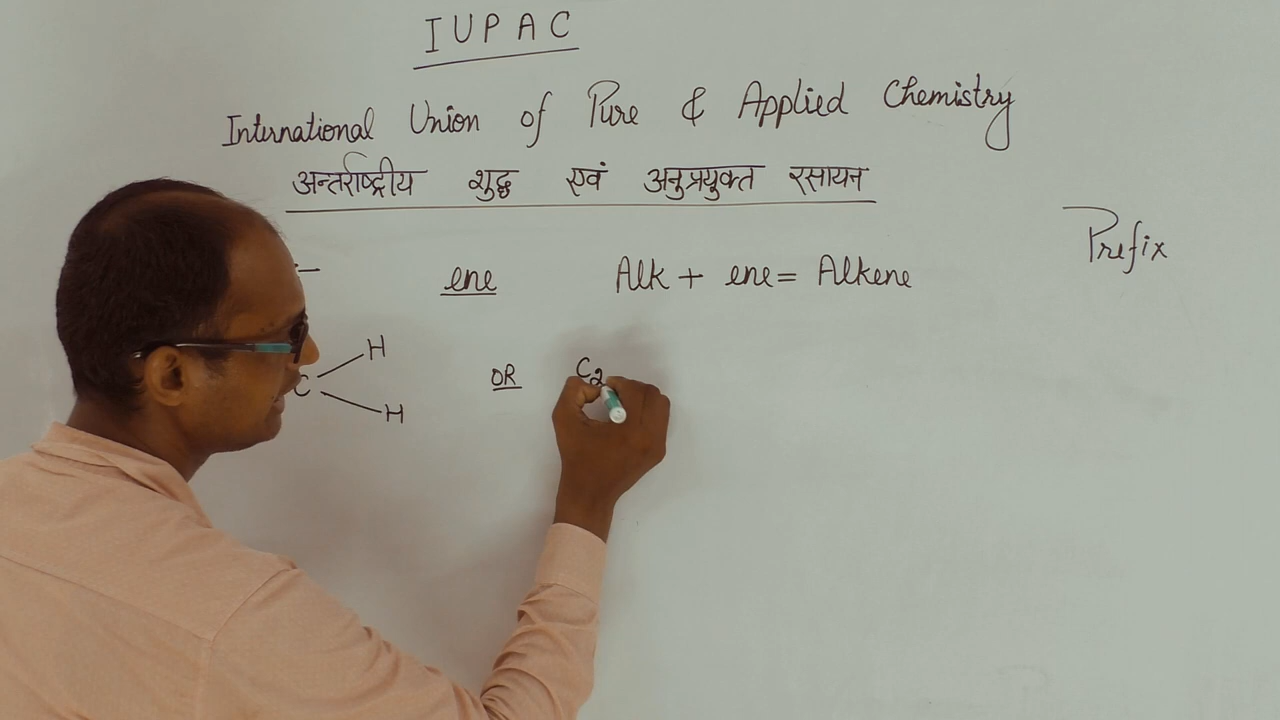 IUPAC
International Union of Pure & Applied Chemistry
अन्तर्राष्ट्रीय शुद्ध एवं अनुप्रयुक्त रसायन
Prefix
ene Alk + ene = Alkene
H
C OR C2
H